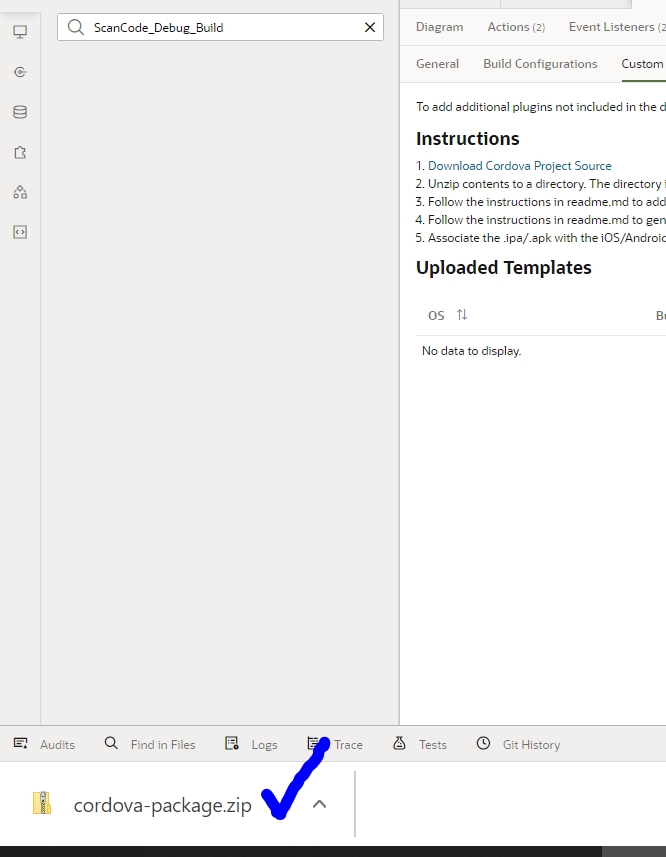 ScanCode_Debug_Build
Diagram Actions (2) Event Listeners (2
General Build Configurations Custom
To add additional plugins not included in the d
Instructions
1. Download Cordova Project Source
2. Unzip contents to a directory. The directory i
3. Follow the instructions in readme.md to add
4. Follow the instructions in readme.md to gen
5. Associate the .ipa/.apk with the iOS/Android
Uploaded Templates
OS Bu
No data to display.
Audits Find in Files Logs Trace Tests Git History
cordova-package.zip